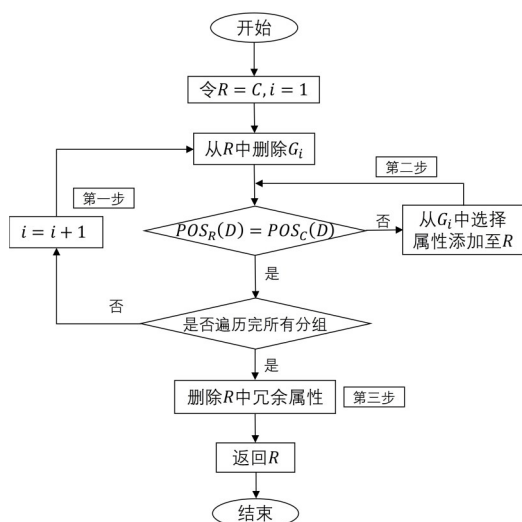 开始
令R = C, i = 1
从R中删除G_i
第二步
第一步
i = i + 1
POS_R(D) = POS_C(D)
否
从G_i中选择
属性添加至R
是
否
是否遍历完所有分组
是
删除R中冗余属性
第三步
返回R
结束